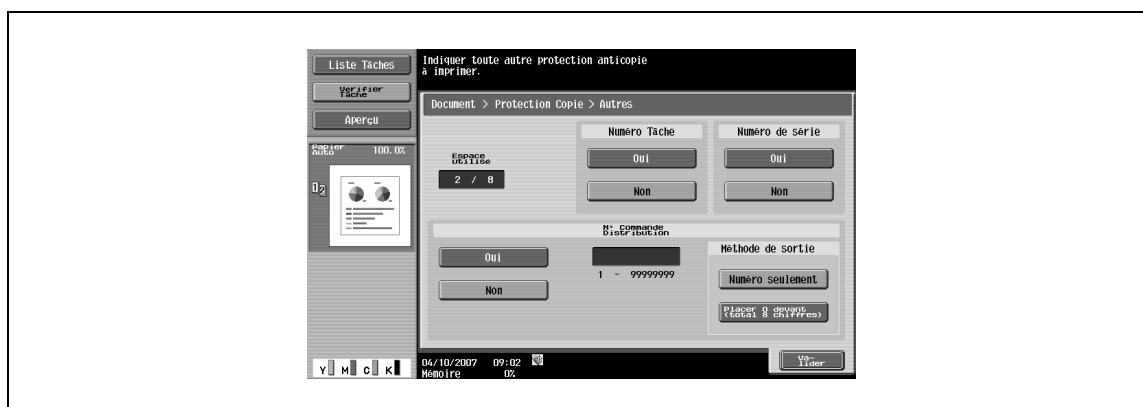 Liste Tâches
Indiquer toute autre protection anticopie
à imprimer.
Vérifier
Tâche
Aperçu
Document > Protection Copie > Autres
Papier
Auto 100.0%
Espace
utilisé
2 / 8
Numéro Tâche
Oui
Non
Numéro de série
Oui
Non
N° Commande
Distribution
Oui
Non
1 - 99999999
Méthode de sortie
Numéro seulement
Placer 0 devant
(total 8 chiffres)
Y M C K
04/10/2007 09:02
Mémoire 0%
Va-
lider